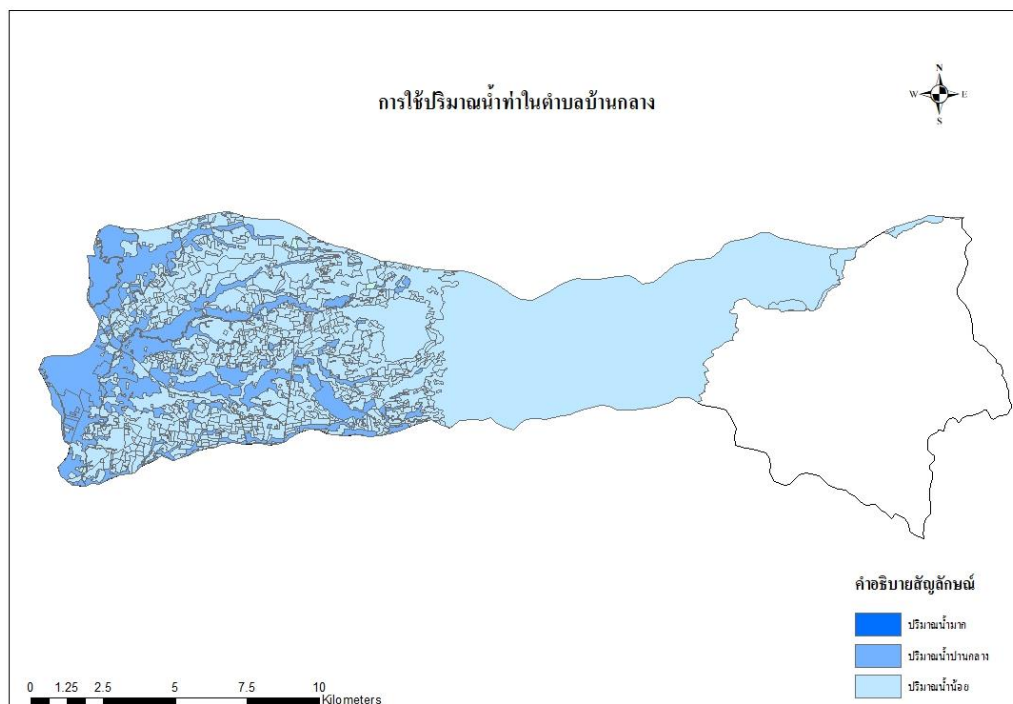 การใช้ปริมาณน้ำท่าในตำบลบ้านกลาง
N
W E
S
คำอธิบายสัญลักษณ์
ปริมาณน้ำมาก
ปริมาณน้ำปานกลาง
ปริมาณน้ำน้อย
0 1.25 2.5 5 7.5 10
Kilometers